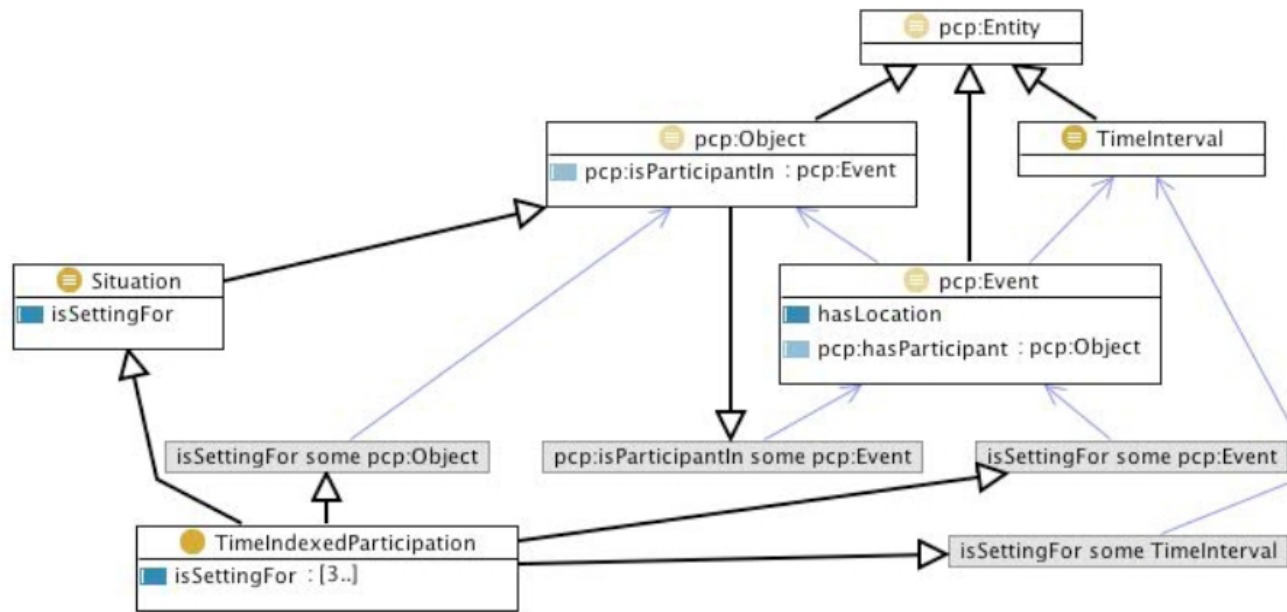 pcp:Entity
pcp:Object
pcp:isParticipantIn : pcp:Event
TimeInterval
Situation
isSettingFor
pcp:Event
hasLocation
pcp:hasParticipant : pcp:Object
isSettingFor some pcp:Object
pcp:isParticipantIn some pcp:Event
isSettingFor some pcp:Event
TimeIndexedParticipation
isSettingFor : [3..]
isSettingFor some TimeInterval